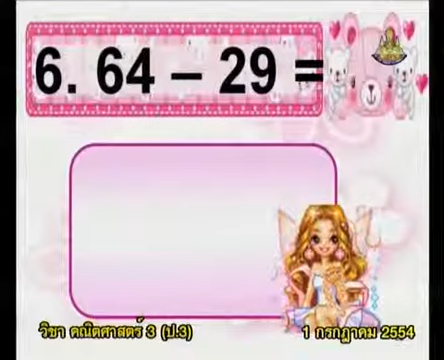 6. 64 – 29 =
วิชา คณิตศาสตร์ 3 (ป.3)
1 กรกฎาคม 2554